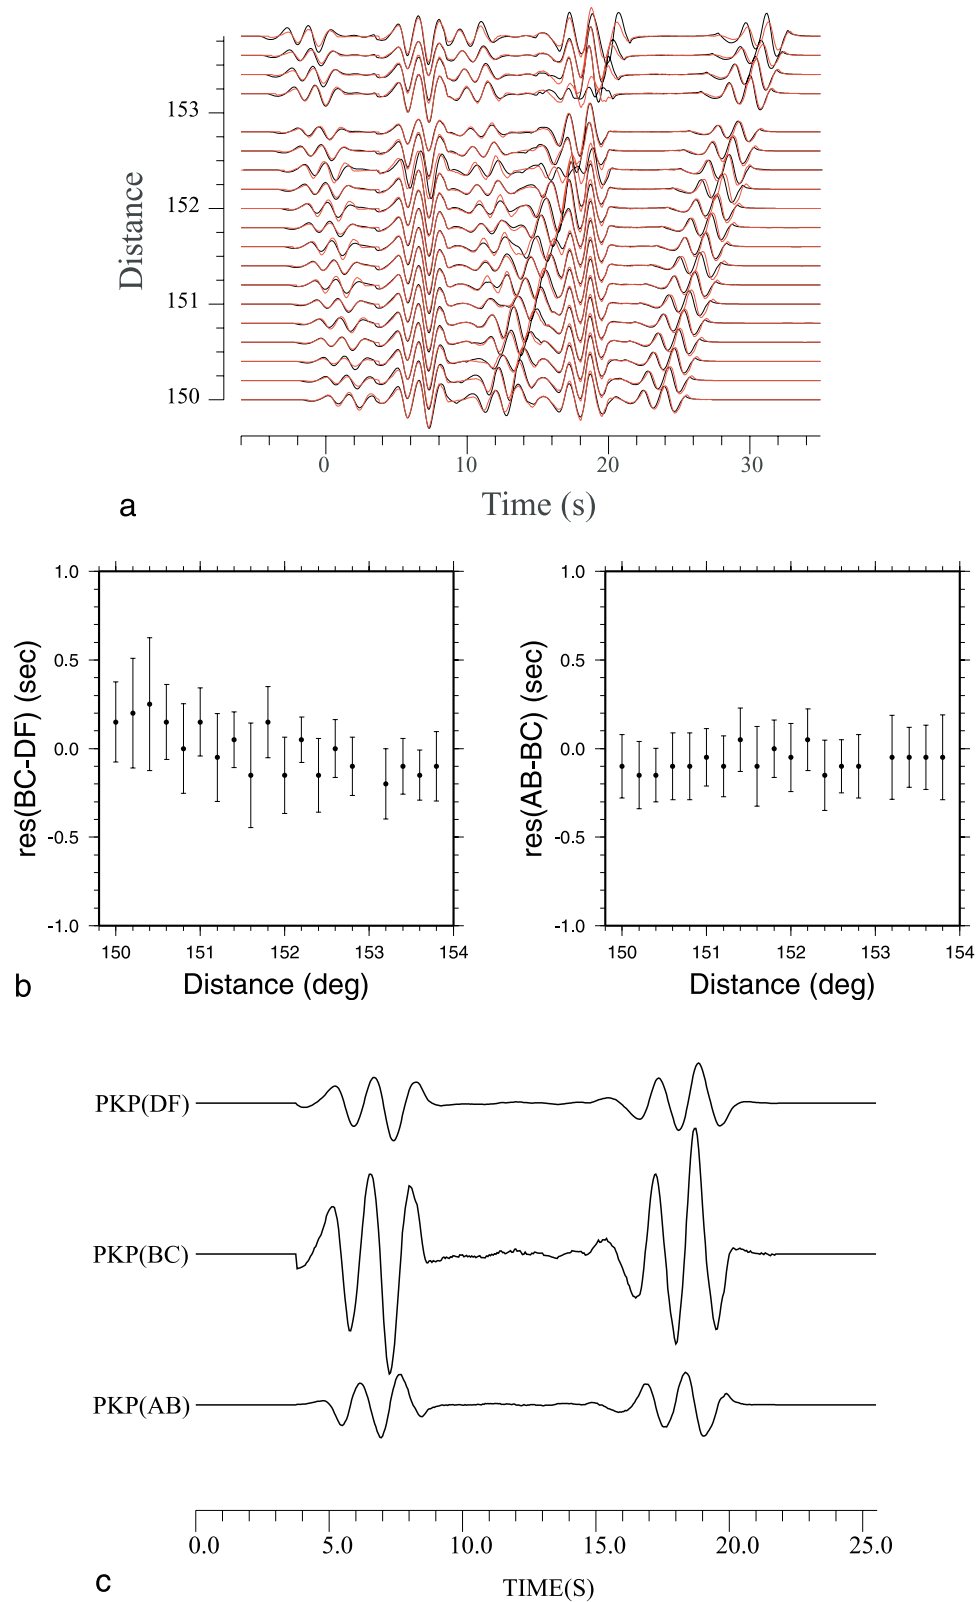 153
152
151
150
Distance
0
10
20
30
Time (s)
a
1.0
0.5
0.0
-0.5
-1.0
res(BC-DF) (sec)
150
151
152
153
154
Distance (deg)
1.0
0.5
0.0
-0.5
-1.0
res(AB-BC) (sec)
150
151
152
153
154
Distance (deg)
b
PKP(DF)
PKP(BC)
PKP(AB)
0.0
5.0
10.0
15.0
20.0
25.0
TIME(S)
c